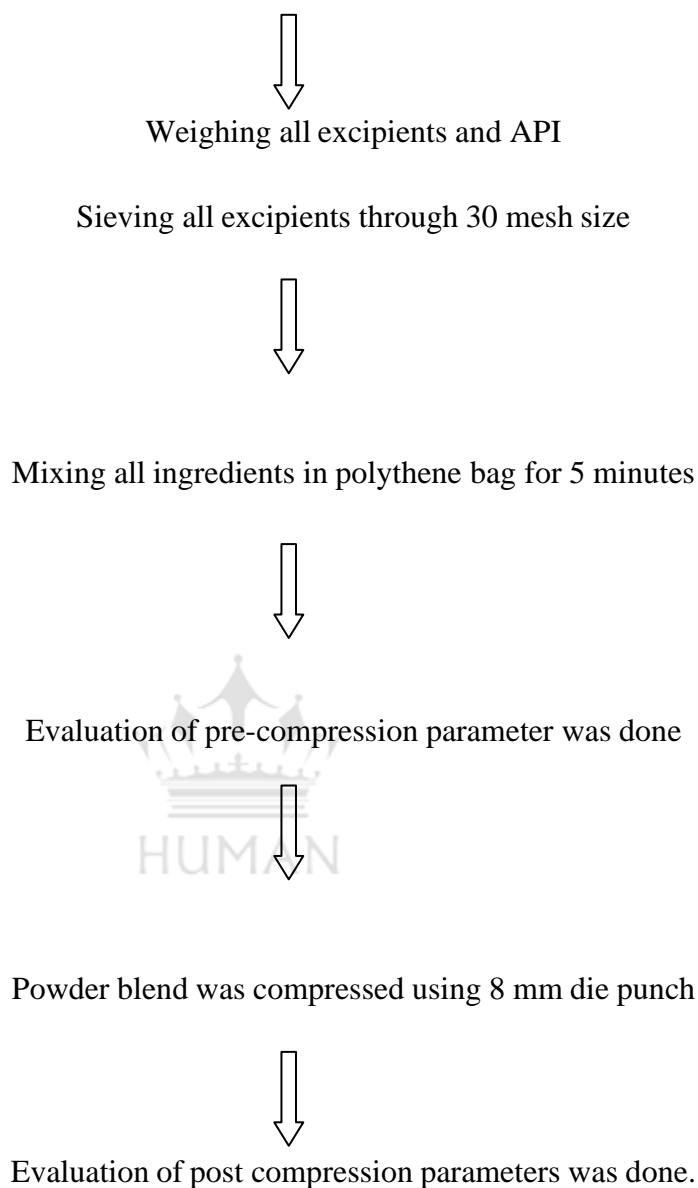 Weighing all excipients and API
Sieving all excipients through 30 mesh size
Mixing all ingredients in polythene bag for 5 minutes
Evaluation of pre-compression parameter was done
HUMAN
Powder blend was compressed using 8 mm die punch
Evaluation of post compression parameters was done.